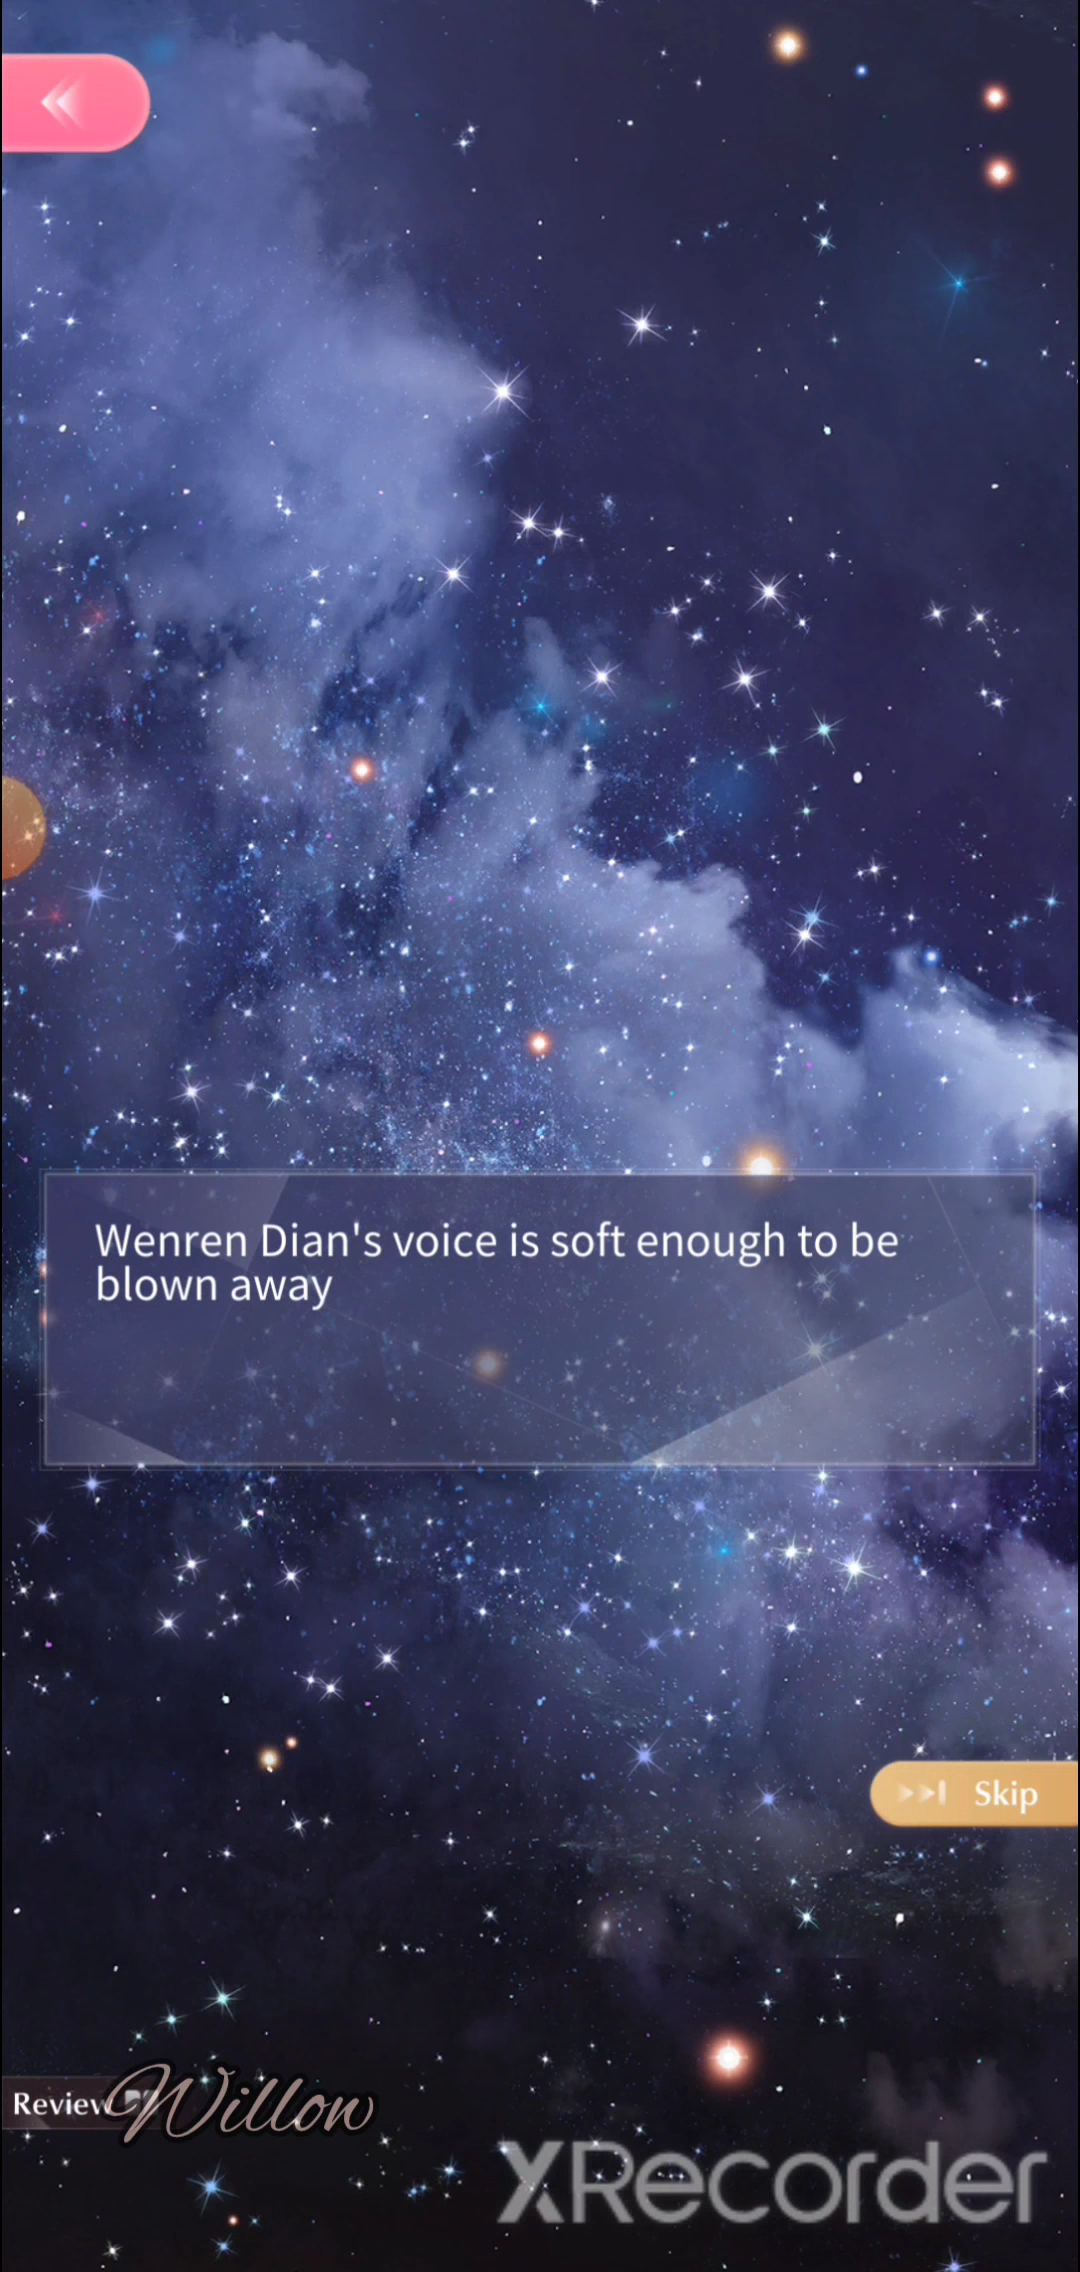 Wenren Dian's voice is soft enough to be
blown away
Skip
Review
Willow
XRecorder